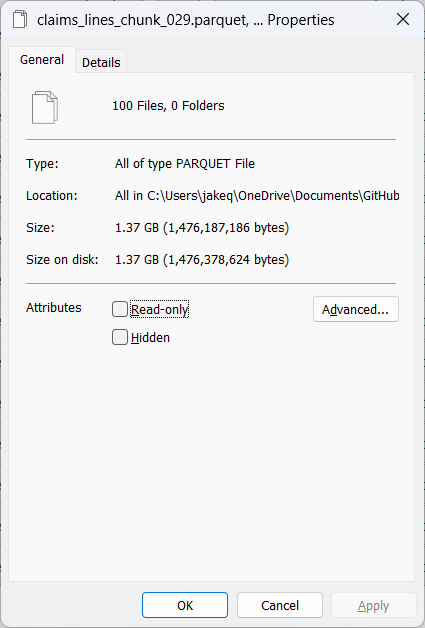 claims_lines_chunk_029.parquet, ... Properties
General
Details
100 Files, 0 Folders
Type: All of type PARQUET File
Location: All in C:\Users\jakeq\OneDrive\Documents\GitHub
Size: 1.37 GB (1,476,187,186 bytes)
Size on disk: 1.37 GB (1,476,378,624 bytes)
Attributes
Read-only
Advanced...
Hidden
OK
Cancel
Apply